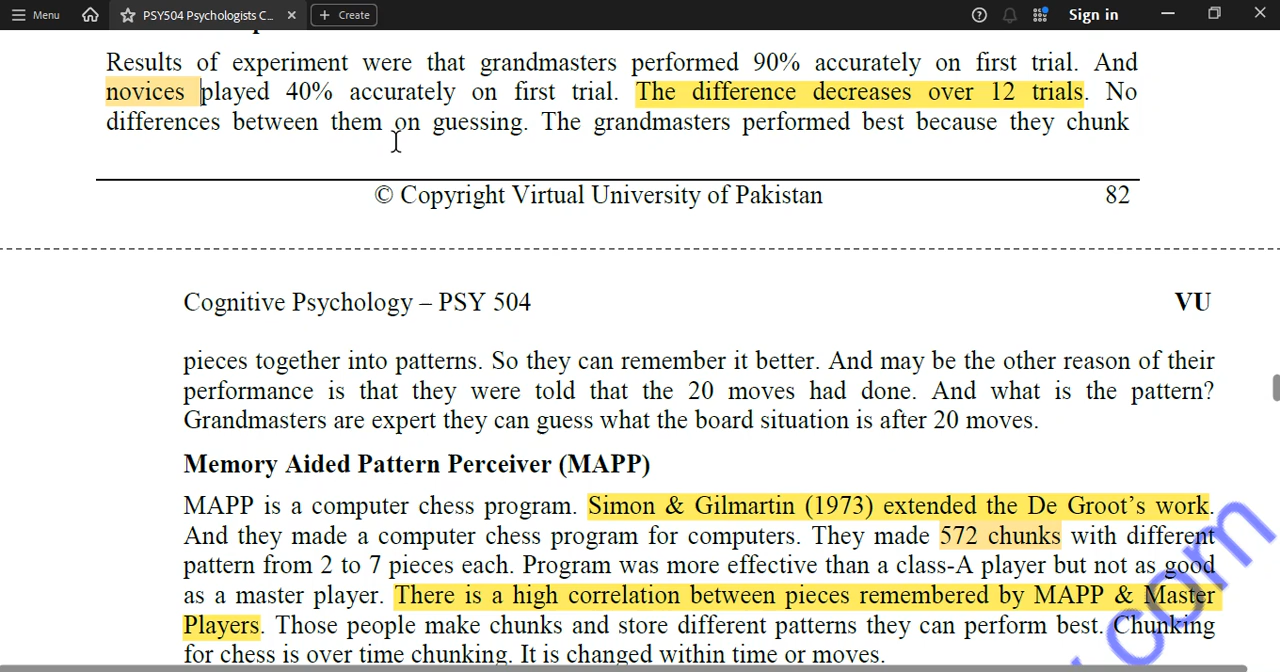 Menu
PSY504 Psychologists C...
Create
Sign in
Results of experiment were that grandmasters performed 90% accurately on first trial. And
novices played 40% accurately on first trial. The difference decreases over 12 trials. No
differences between them on guessing. The grandmasters performed best because they chunk
© Copyright Virtual University of Pakistan 82
Cognitive Psychology – PSY 504 VU
pieces together into patterns. So they can remember it better. And may be the other reason of their
performance is that they were told that the 20 moves had done. And what is the pattern?
Grandmasters are expert they can guess what the board situation is after 20 moves.
Memory Aided Pattern Perceiver (MAPP)
MAPP is a computer chess program. Simon & Gilmartin (1973) extended the De Groot's work.
And they made a computer chess program for computers. They made 572 chunks with different
pattern from 2 to 7 pieces each. Program was more effective than a class-A player but not as good
as a master player. There is a high correlation between pieces remembered by MAPP & Master
Players. Those people make chunks and store different patterns they can perform best. Chunking
for chess is over time chunking. It is changed within time or moves.
.com